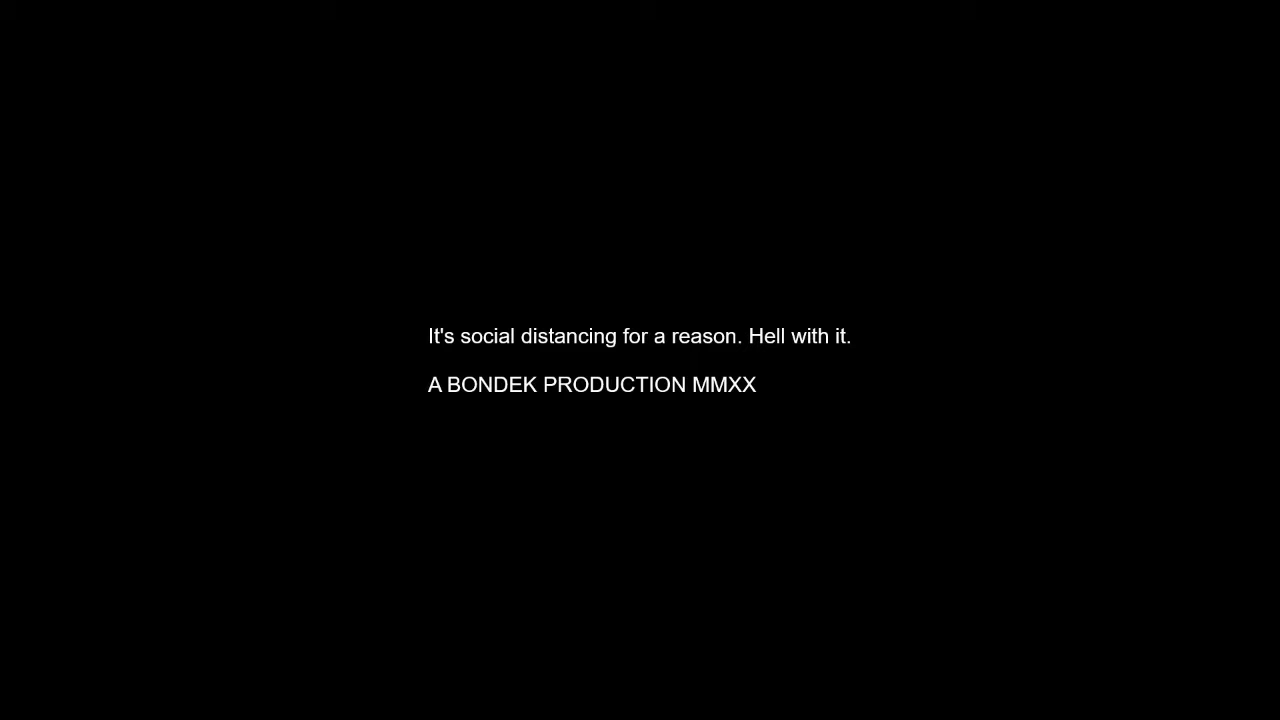 It's social distancing for a reason. Hell with it.
A BONDEK PRODUCTION MMXX